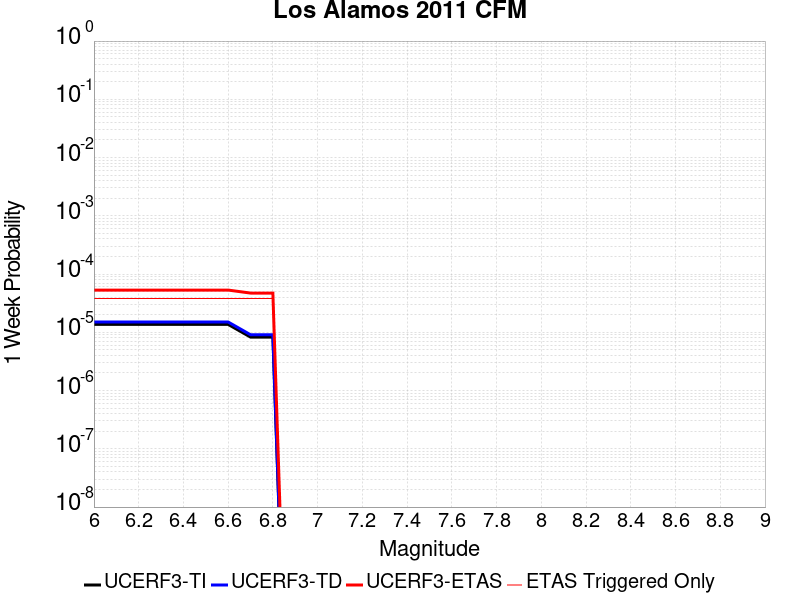 Los Alamos 2011 CFM
10^0
10^-1
10^-2
10^-3
10^-4
10^-5
10^-6
10^-7
10^-8
1 Week Probability
6 6.2 6.4 6.6 6.8 7 7.2 7.4 7.6 7.8 8 8.2 8.4 8.6 8.8 9
Magnitude
UCERF3-TI UCERF3-TD UCERF3-ETAS ETAS Triggered Only